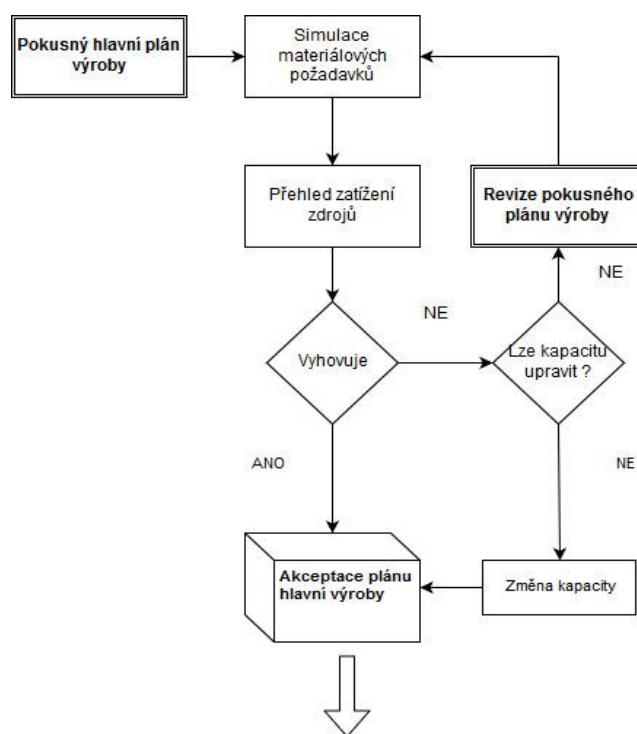 Pokusný hlavní plán
výroby
Simulace
materiálových
požadavků
Přehled zatížení
zdrojů
Revize pokusného
plánu výroby
NE
NE
Vyhovuje
Lze kapacitu
upravit ?
ANO
NE
Akceptace plánu
hlavní výroby
Změna kapacity